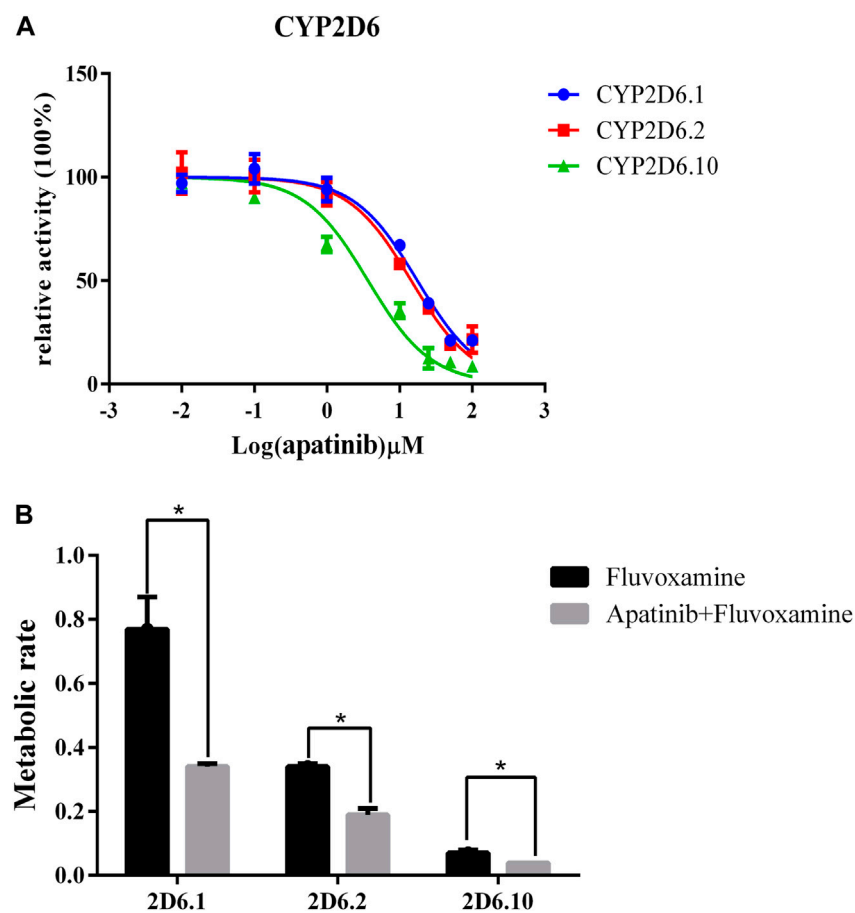 A
CYP2D6
150
100
50
0
relative activity (100%)
-3 -2 -1 0 1 2 3
Log(apatinib)μM
CYP2D6.1
CYP2D6.2
CYP2D6.10
B
*
*
*
1.0
0.8
0.6
0.4
0.2
0.0
Metabolic rate
2D6.1 2D6.2 2D6.10
Fluvoxamine
Apatinib+Fluvoxamine